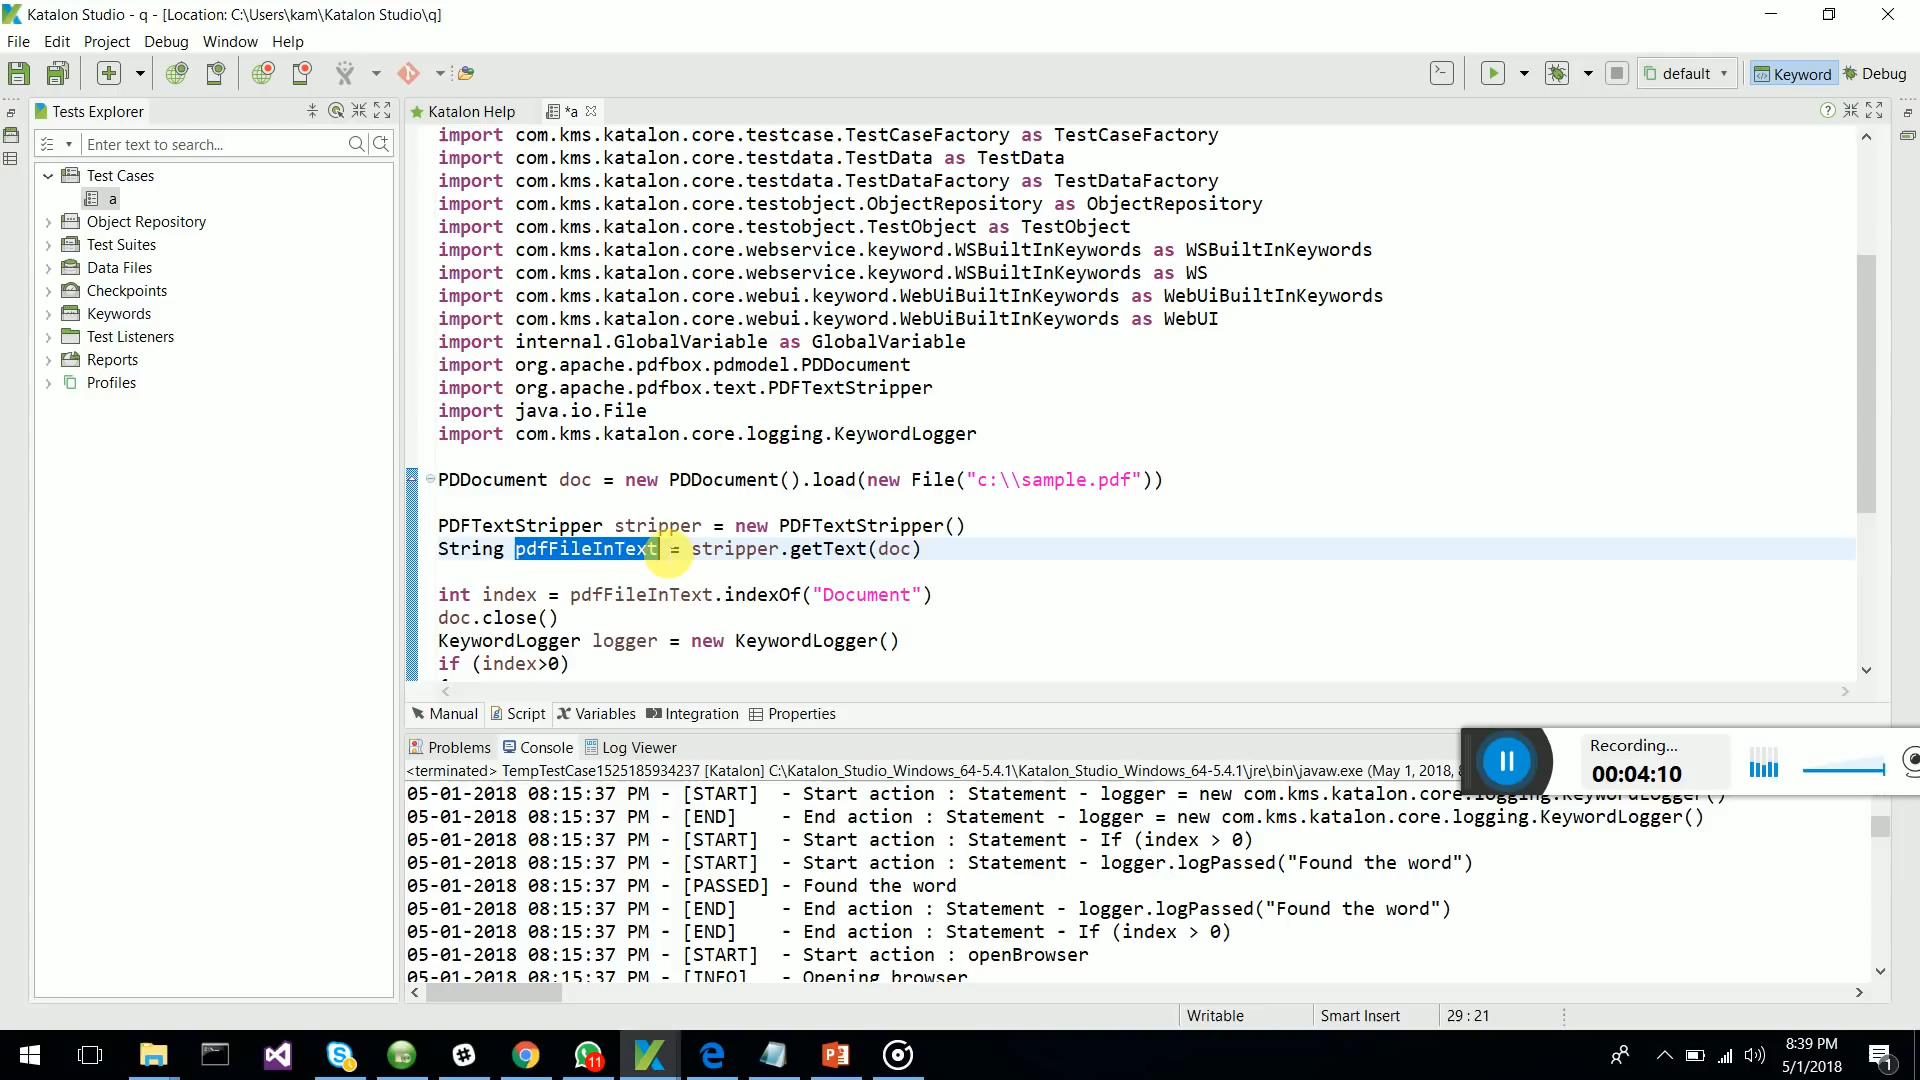 Katalon Studio - q - [Location: C:\Users\kam\Katalon Studio\q]
File Edit Project Debug Window Help
default
Keyword
Debug
Tests Explorer
Enter text to search...
Test Cases
a
Object Repository
Test Suites
Data Files
Checkpoints
Keywords
Test Listeners
Reports
Profiles
Katalon Help
*a
import com.kms.katalon.core.testcase.TestCaseFactory as TestCaseFactory
import com.kms.katalon.core.testdata.TestData as TestData
import com.kms.katalon.core.testdata.TestDataFactory as TestDataFactory
import com.kms.katalon.core.testobject.ObjectRepository as ObjectRepository
import com.kms.katalon.core.testobject.TestObject as TestObject
import com.kms.katalon.core.webservice.keyword.WSBuiltInKeywords as WSBuiltInKeywords
import com.kms.katalon.core.webservice.keyword.WSBuiltInKeywords as WS
import com.kms.katalon.core.webui.keyword.WebUiBuiltInKeywords as WebUiBuiltInKeywords
import com.kms.katalon.core.webui.keyword.WebUiBuiltInKeywords as WebUI
import internal.GlobalVariable as GlobalVariable
import org.apache.pdfbox.pdmodel.PDDocument
import org.apache.pdfbox.text.PDFTextStripper
import java.io.File
import com.kms.katalon.core.logging.KeywordLogger
PDDocument doc = new PDDocument().load(new File("c:\\sample.pdf"))
PDFTextStripper stripper = new PDFTextStripper()
String pdfFileInText = stripper.getText(doc)
int index = pdfFileInText.indexOf("Document")
doc.close()
KeywordLogger logger = new KeywordLogger()
if (index>0)
Manual Script Variables Integration Properties
Problems Console Log Viewer
<terminated> TempTestCase1525185934237 [Katalon] C:\Katalon_Studio_Windows_64-5.4.1\Katalon_Studio_Windows_64-5.4.1\jre\bin\javaw.exe (May 1, 2018,
05-01-2018 08:15:37 PM - [START] - Start action : Statement - logger = new com.kms.katalon.core.logging.KeywordLogger()
05-01-2018 08:15:37 PM - [END] - End action : Statement - logger = new com.kms.katalon.core.logging.KeywordLogger()
05-01-2018 08:15:37 PM - [START] - Start action : Statement - If (index > 0)
05-01-2018 08:15:37 PM - [START] - Start action : Statement - logger.logPassed("Found the word")
05-01-2018 08:15:37 PM - [PASSED] - Found the word
05-01-2018 08:15:37 PM - [END] - End action : Statement - logger.logPassed("Found the word")
05-01-2018 08:15:37 PM - [END] - End action : Statement - If (index > 0)
05-01-2018 08:15:37 PM - [START] - Start action : openBrowser
05-01-2018 08:15:37 PM - [INFO] - Opening browser
Recording...
00:04:10
Writable
Smart Insert
29 : 21
11
8:39 PM
5/1/2018
1